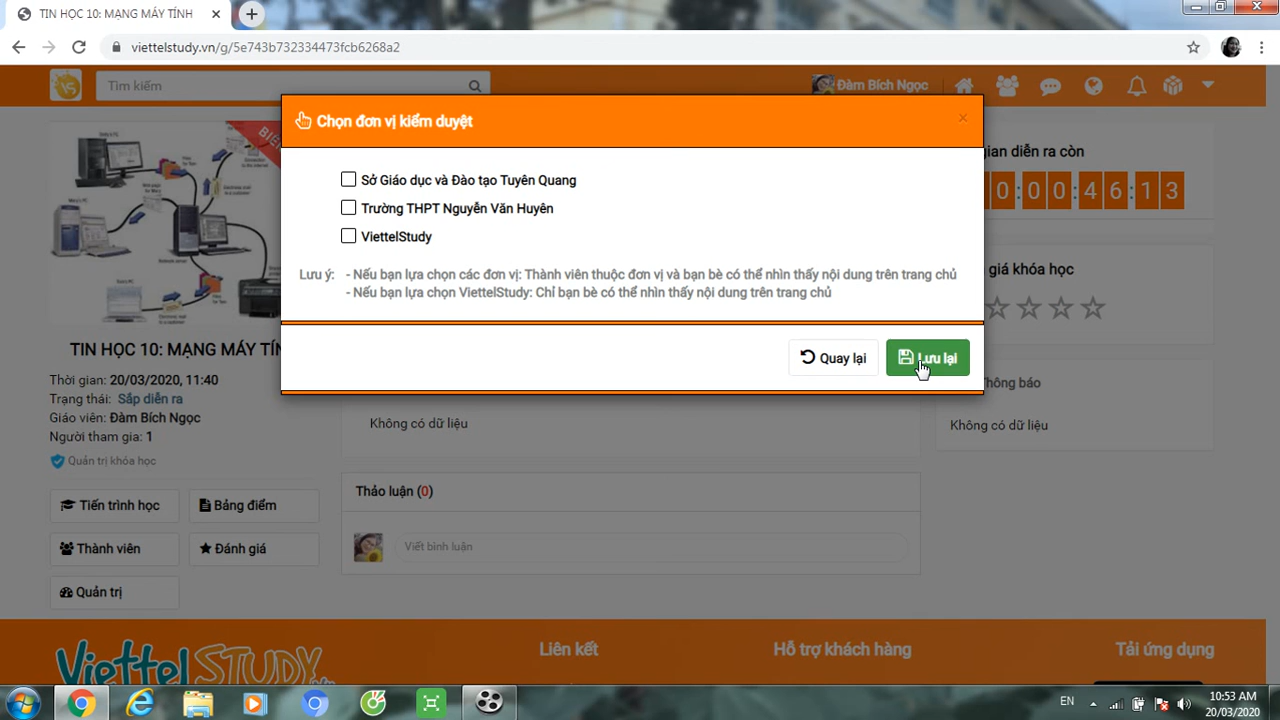 TIN HỌC 10: MẠNG MÁY TÍNH
viettelstudy.vn/g/5e743b732334473fcb6268a2
VS
Tìm kiếm
Đàm Bích Ngọc
Chọn đơn vị kiểm duyệt
Sở Giáo dục và Đào tạo Tuyên Quang
Trường THPT Nguyễn Văn Huyên
ViettelStudy
Lưu ý: - Nếu bạn lựa chọn các đơn vị: Thành viên thuộc đơn vị và bạn bè có thể nhìn thấy nội dung trên trang chủ
- Nếu bạn lựa chọn ViettelStudy: Chỉ bạn bè có thể nhìn thấy nội dung trên trang chủ
Quay lại
Lưu lại
gian diễn ra còn
0:00:46:13
giá khóa học
Thông báo
Không có dữ liệu
TIN HỌC 10: MẠNG MÁY TÍN
Thời gian: 20/03/2020, 11:40
Trạng thái: Sắp diễn ra
Giáo viên: Đàm Bích Ngọc
Người tham gia: 1
Quản trị khóa học
Tiến trình học
Bảng điểm
Thành viên
Đánh giá
Quản trị
Không có dữ liệu
Thảo luận (0)
Viết bình luận
ViettelSTUDY.vn
Liên kết
Hỗ trợ khách hàng
Tải ứng dụng
EN
10:53 AM
20/03/2020